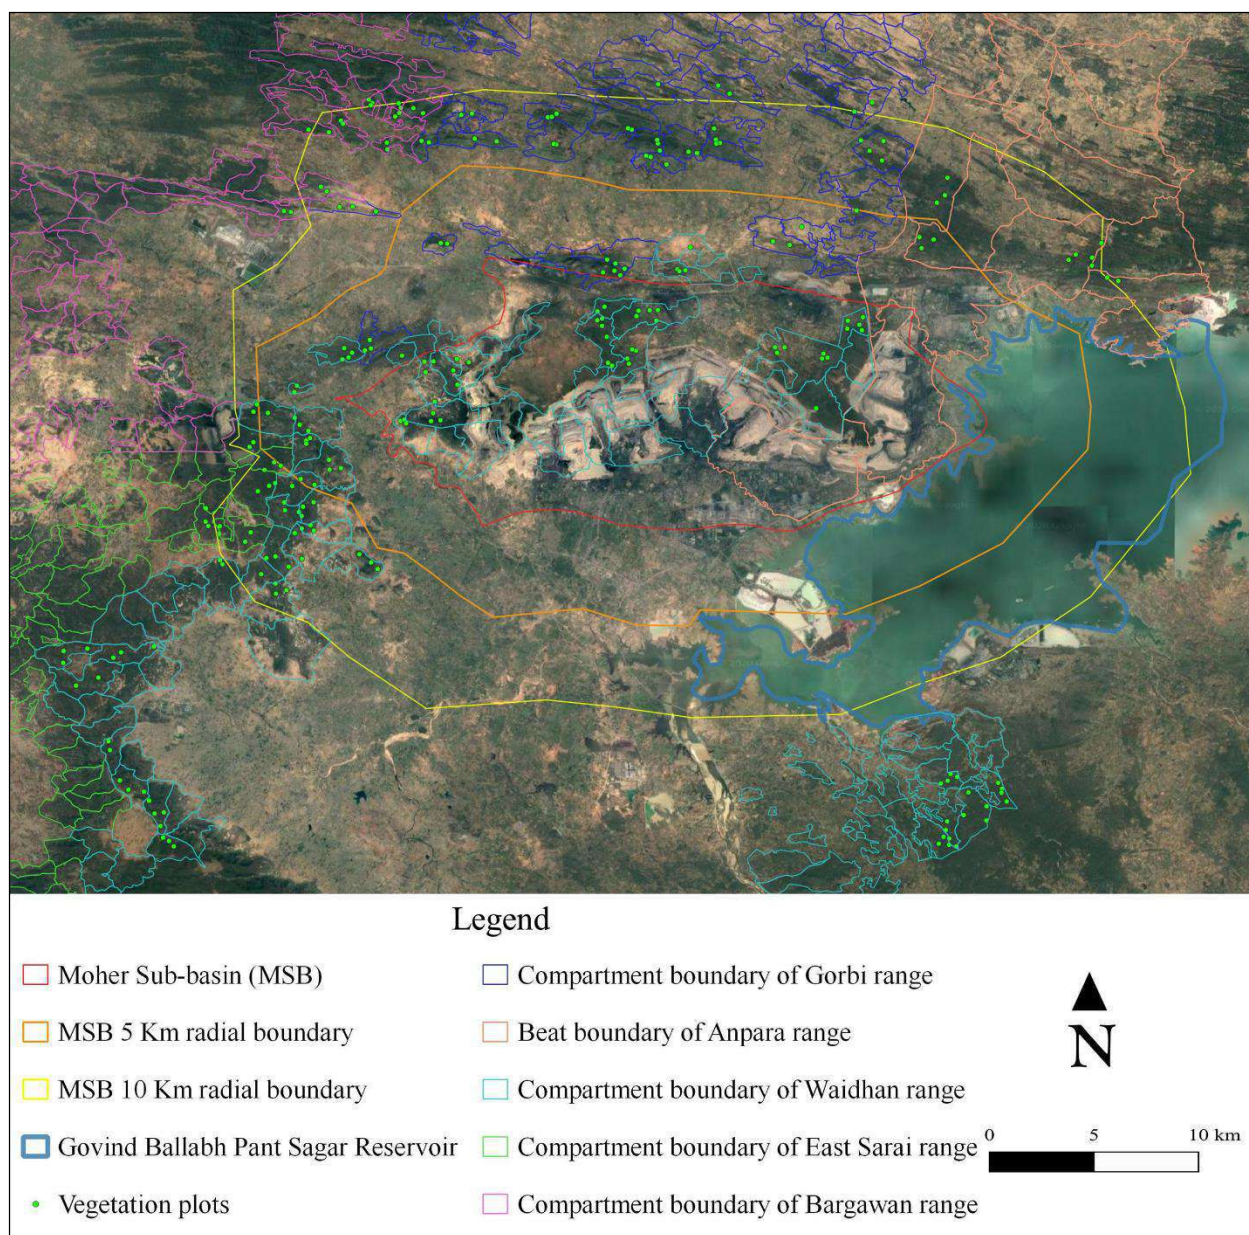 Legend
Moher Sub-basin (MSB)
MSB 5 Km radial boundary
MSB 10 Km radial boundary
Govind Ballabh Pant Sagar Reservoir
Vegetation plots
Compartment boundary of Gorbi range
Beat boundary of Anpara range
Compartment boundary of Waidhan range
Compartment boundary of East Sarai range
Compartment boundary of Bargawan range
N
0 5 10 km